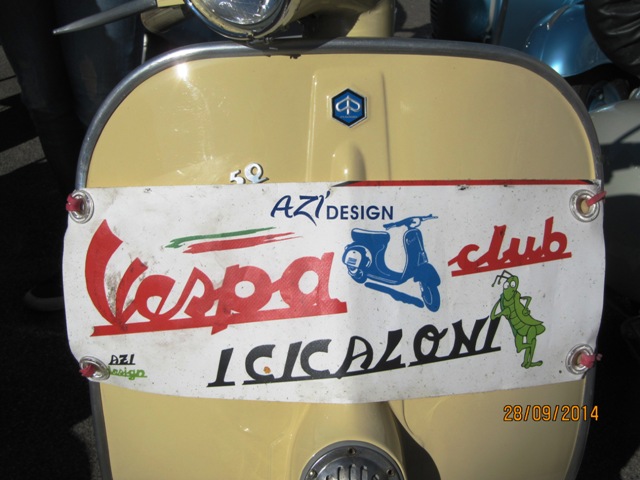 50
AZI' DESIGN
Vespa club
I CICALONI
AZI
design
28/09/2014